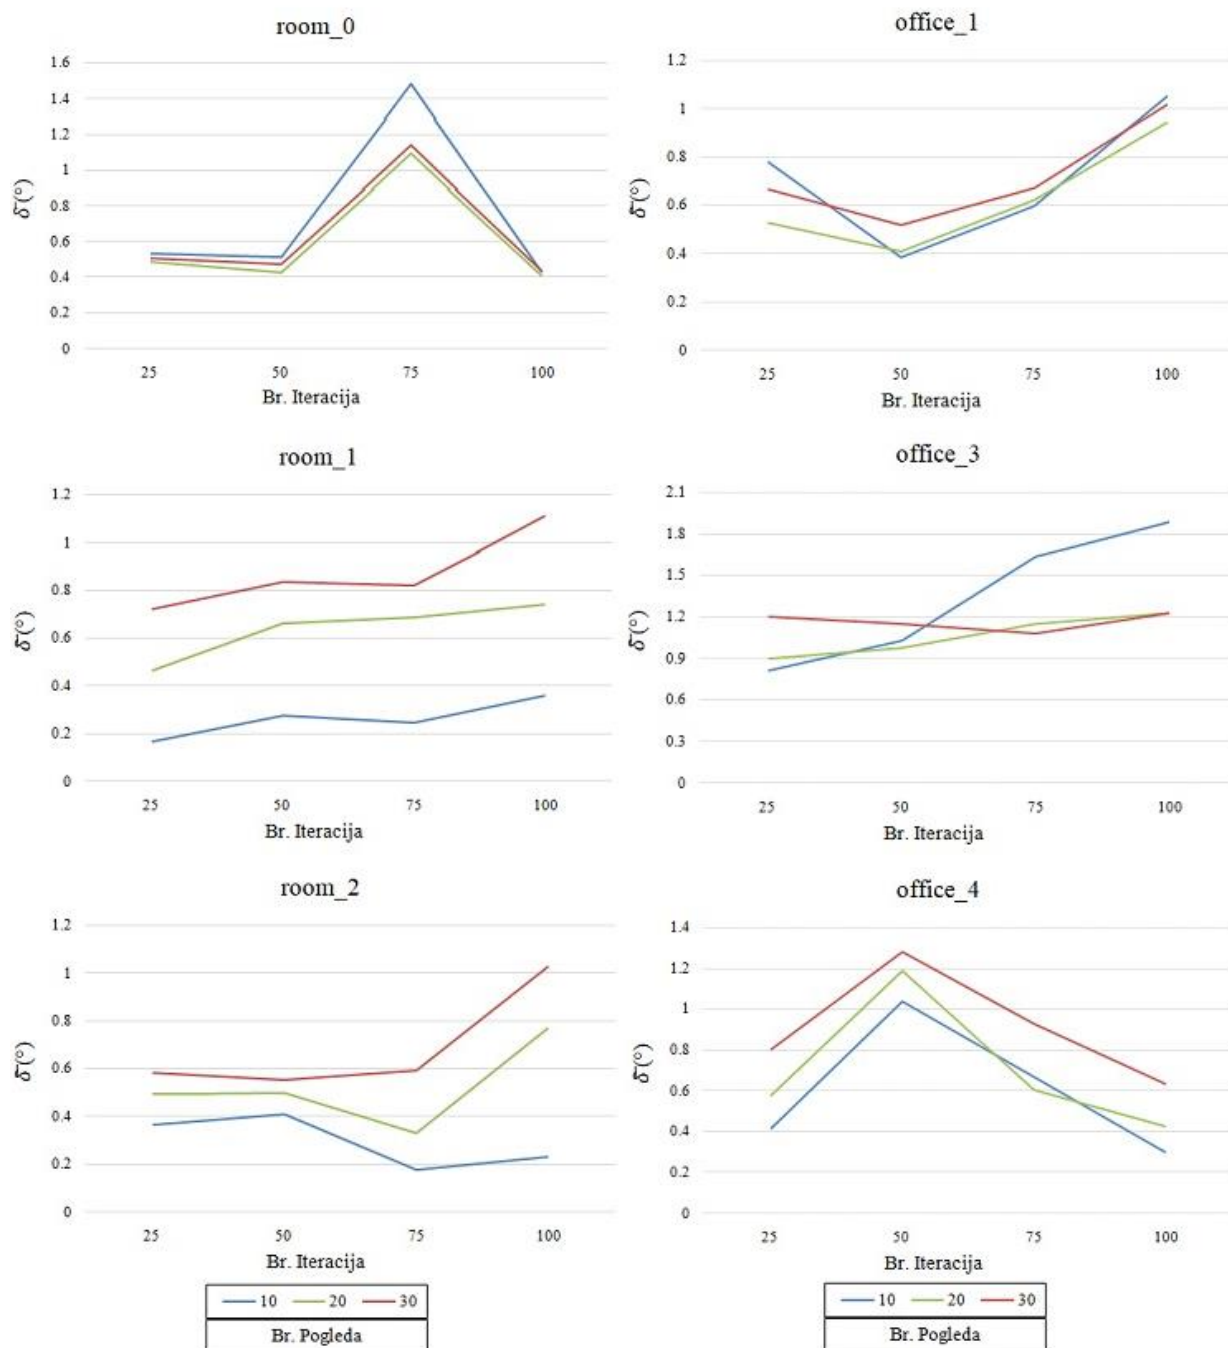 room_0
1.6
1.4
1.2
1
0.8
0.6
0.4
0.2
0
δ̄(°)
25 50 75 100
Br. Iteracija
office_1
1.2
1
0.8
0.6
0.4
0.2
0
δ̄(°)
25 50 75 100
Br. Iteracija
room_1
1.2
1
0.8
0.6
0.4
0.2
0
δ̄(°)
25 50 75 100
Br. Iteracija
office_3
2.1
1.8
1.5
1.2
0.9
0.6
0.3
0
δ̄(°)
25 50 75 100
Br. Iteracija
room_2
1.2
1
0.8
0.6
0.4
0.2
0
δ̄(°)
25 50 75 100
Br. Iteracija
10 20 30
Br. Pogleda
office_4
1.4
1.2
1
0.8
0.6
0.4
0.2
0
δ̄(°)
25 50 75 100
Br. Iteracija
10 20 30
Br. Pogleda